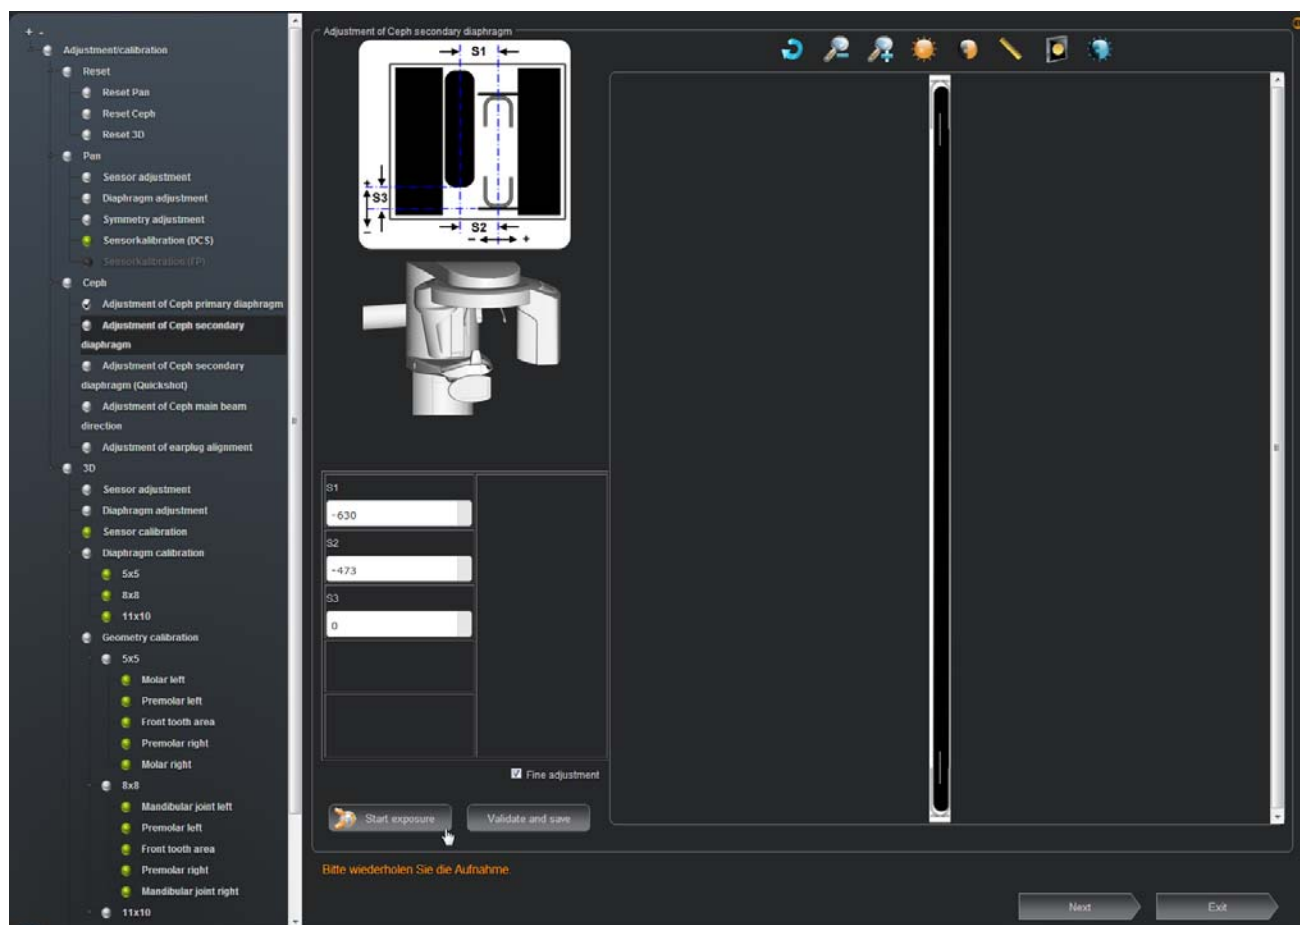 + -
Adjustment/calibration
Reset
Reset Pan
Reset Ceph
Reset 3D
Pan
Sensor adjustment
Diaphragm adjustment
Symmetry adjustment
Sensorkalibration (DCS)
Sensorkalibration (FP)
Ceph
Adjustment of Ceph primary diaphragm
Adjustment of Ceph secondary
diaphragm
Adjustment of Ceph secondary
diaphragm (Quickshot)
Adjustment of Ceph main beam
direction
Adjustment of earplug alignment
3D
Sensor adjustment
Diaphragm adjustment
Sensor calibration
Diaphragm calibration
5x5
8x8
11x10
Geometry calibration
5x5
Molar left
Premolar left
Front tooth area
Premolar right
Molar right
8x8
Mandibular joint left
Premolar left
Front tooth area
Premolar right
Mandibular joint right
11x10
Adjustment of Ceph secondary diaphragm
S1
+
S3
-
S2
- +
S1
-630
S2
-473
S3
0
Fine adjustment
Start exposure
Validate and save
Bitte wiederholen Sie die Aufnahme.
Next
Exit